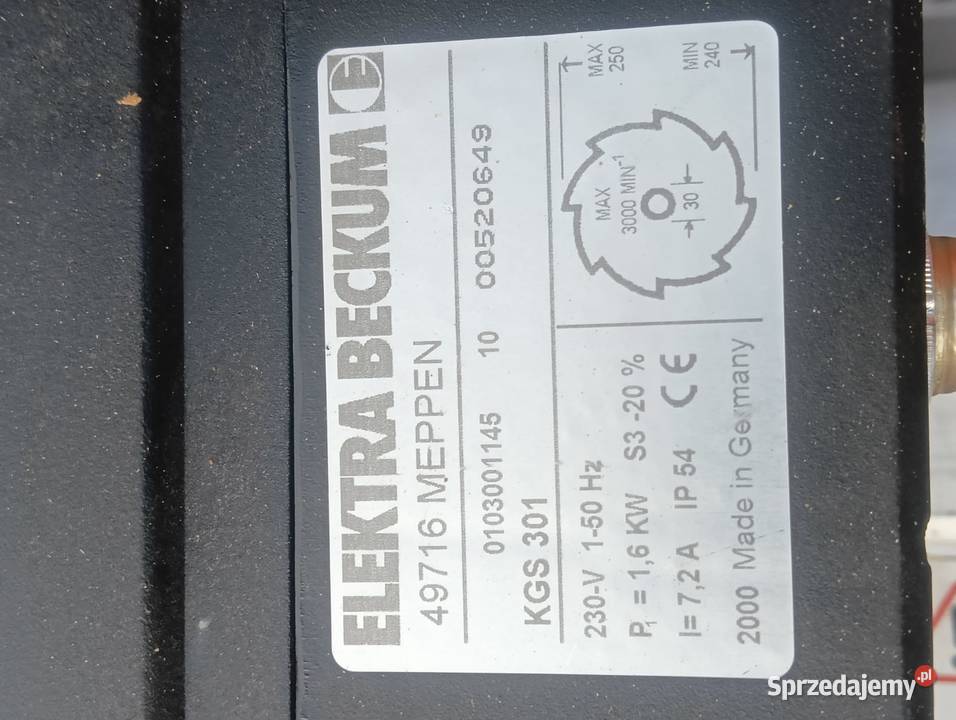 ELEKTRA BECKUM
49716 MEPPEN
0103001145 10 00520649
KGS 301
230-V 1-50 Hz
P1 = 1,6 KW S3 -20 %
I= 7,2 A IP 54 CE
2000 Made in Germany
MAX 250
MIN 240
MAX
3000 MIN-1
30
Sprzedajemy.pl